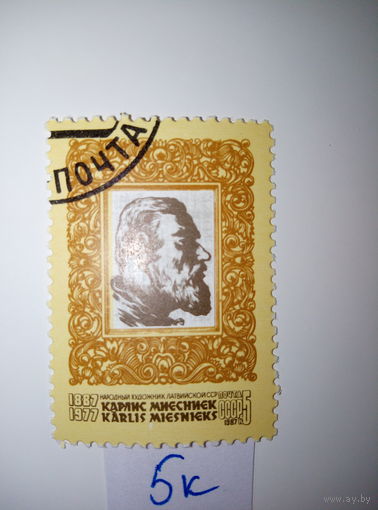 ПОЧТА
1887
1977
НАРОДНЫЙ ХУДОЖНИК ЛАТВИЙСКОЙ ССР
КАРЛИС МИЕСНИЕК
KĀRLIS MIESNIEKS
ПОЧТА
СССР 5
1987 К
5к
www.ay.by